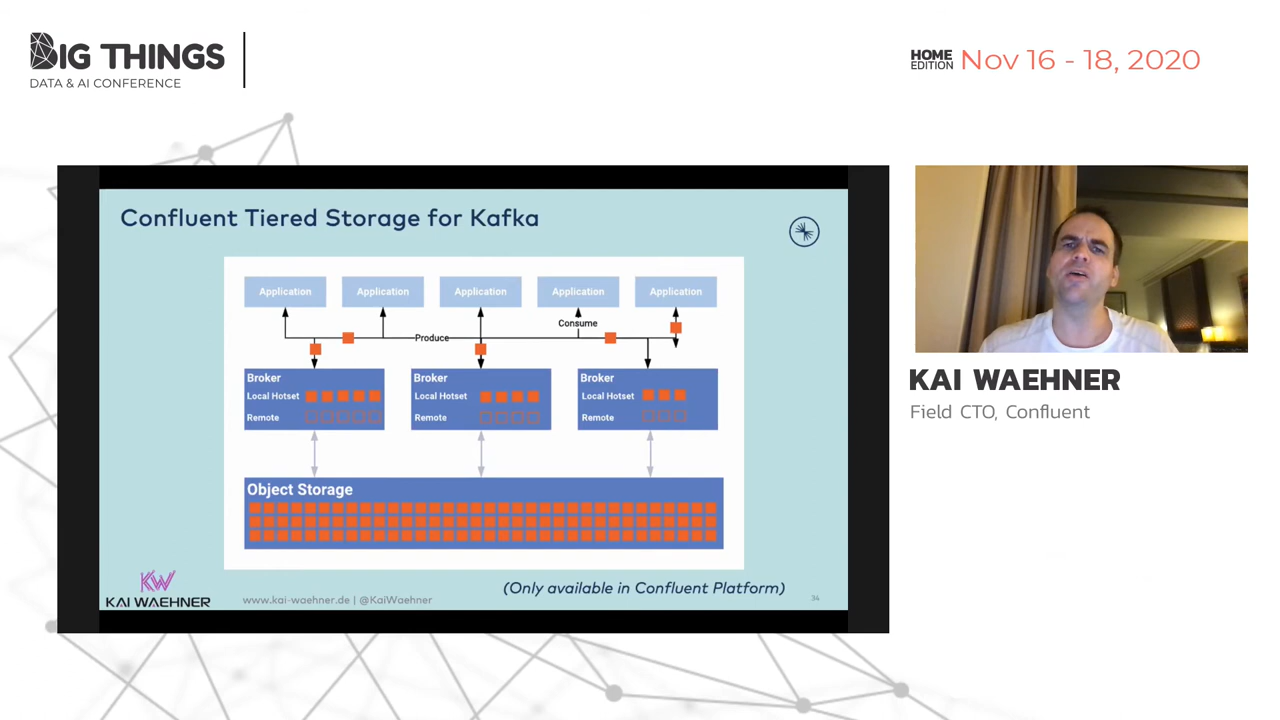 BIG THINGS
DATA & AI CONFERENCE
HOME
EDITION
Nov 16 - 18, 2020
Confluent Tiered Storage for Kafka
Application
Application
Application
Application
Application
Consume
Produce
Broker
Local Hotset
Remote
Broker
Local Hotset
Remote
Broker
Local Hotset
Remote
Object Storage
(Only available in Confluent Platform)
KW
KAI WAEHNER
www.kai-waehner.de | @KaiWaehner
34
KAI WAEHNER
Field CTO, Confluent